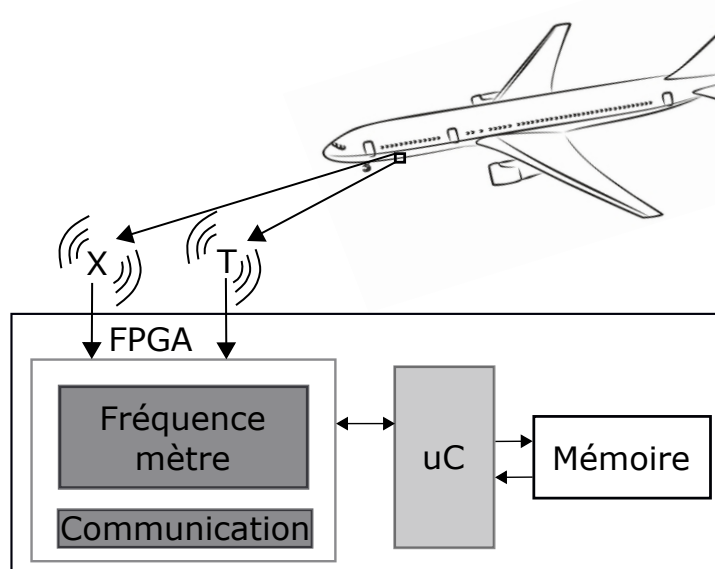 X
T
FPGA
Fréquence
mètre
uC
Mémoire
Communication